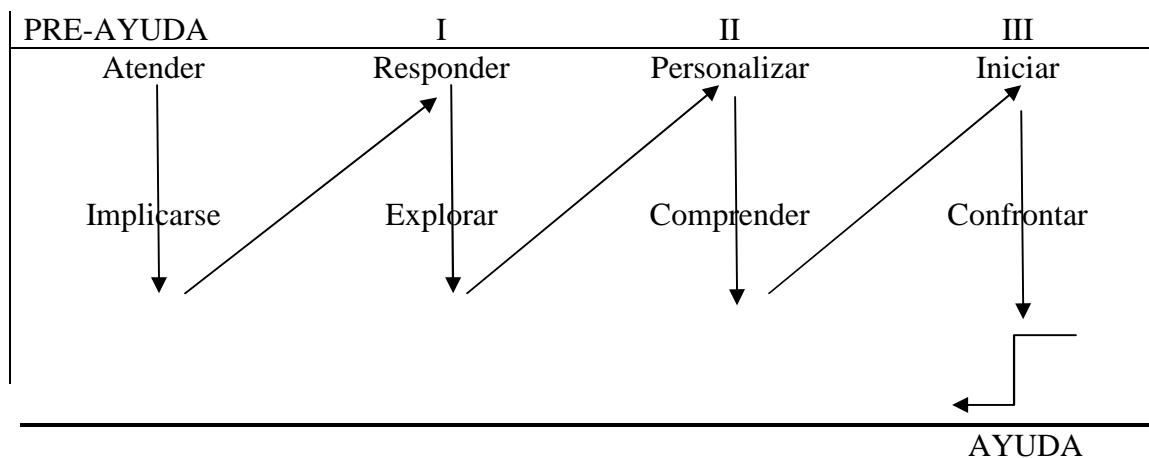 PRE-AYUDA I II III
Atender Responder Personalizar Iniciar
Implicarse Explorar Comprender Confrontar
AYUDA